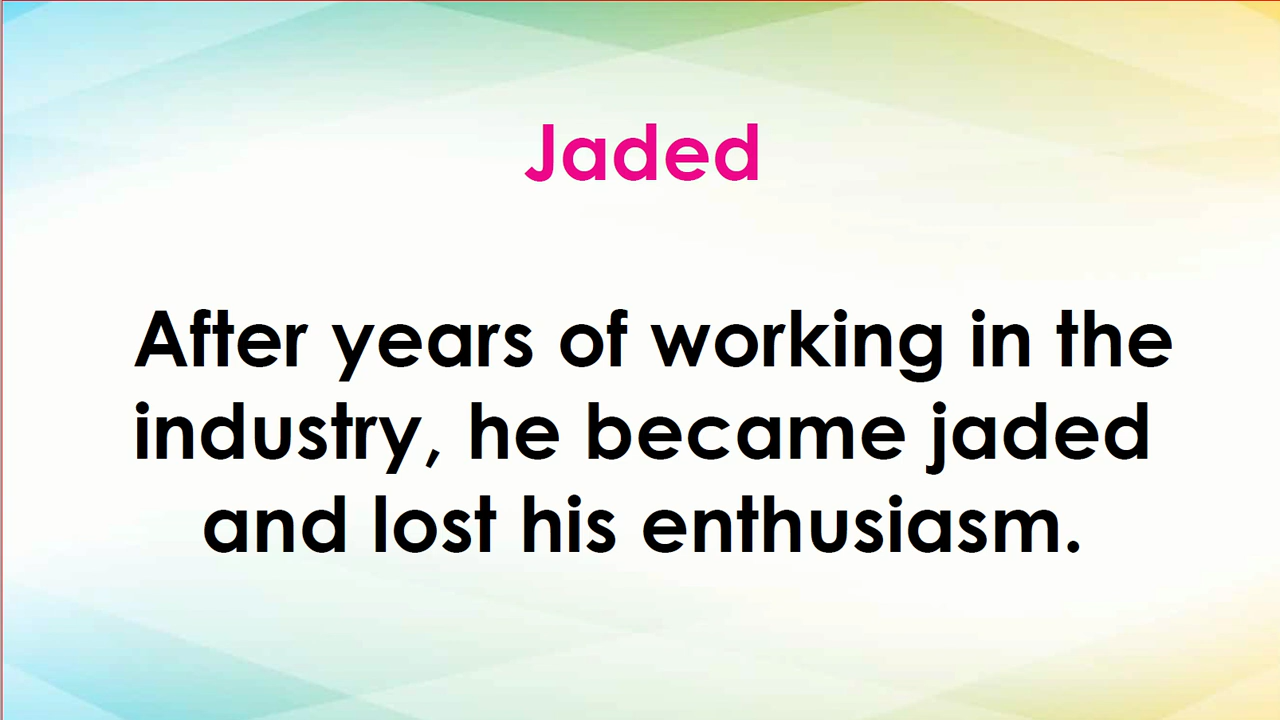 Jaded
After years of working in the
industry, he became jaded
and lost his enthusiasm.